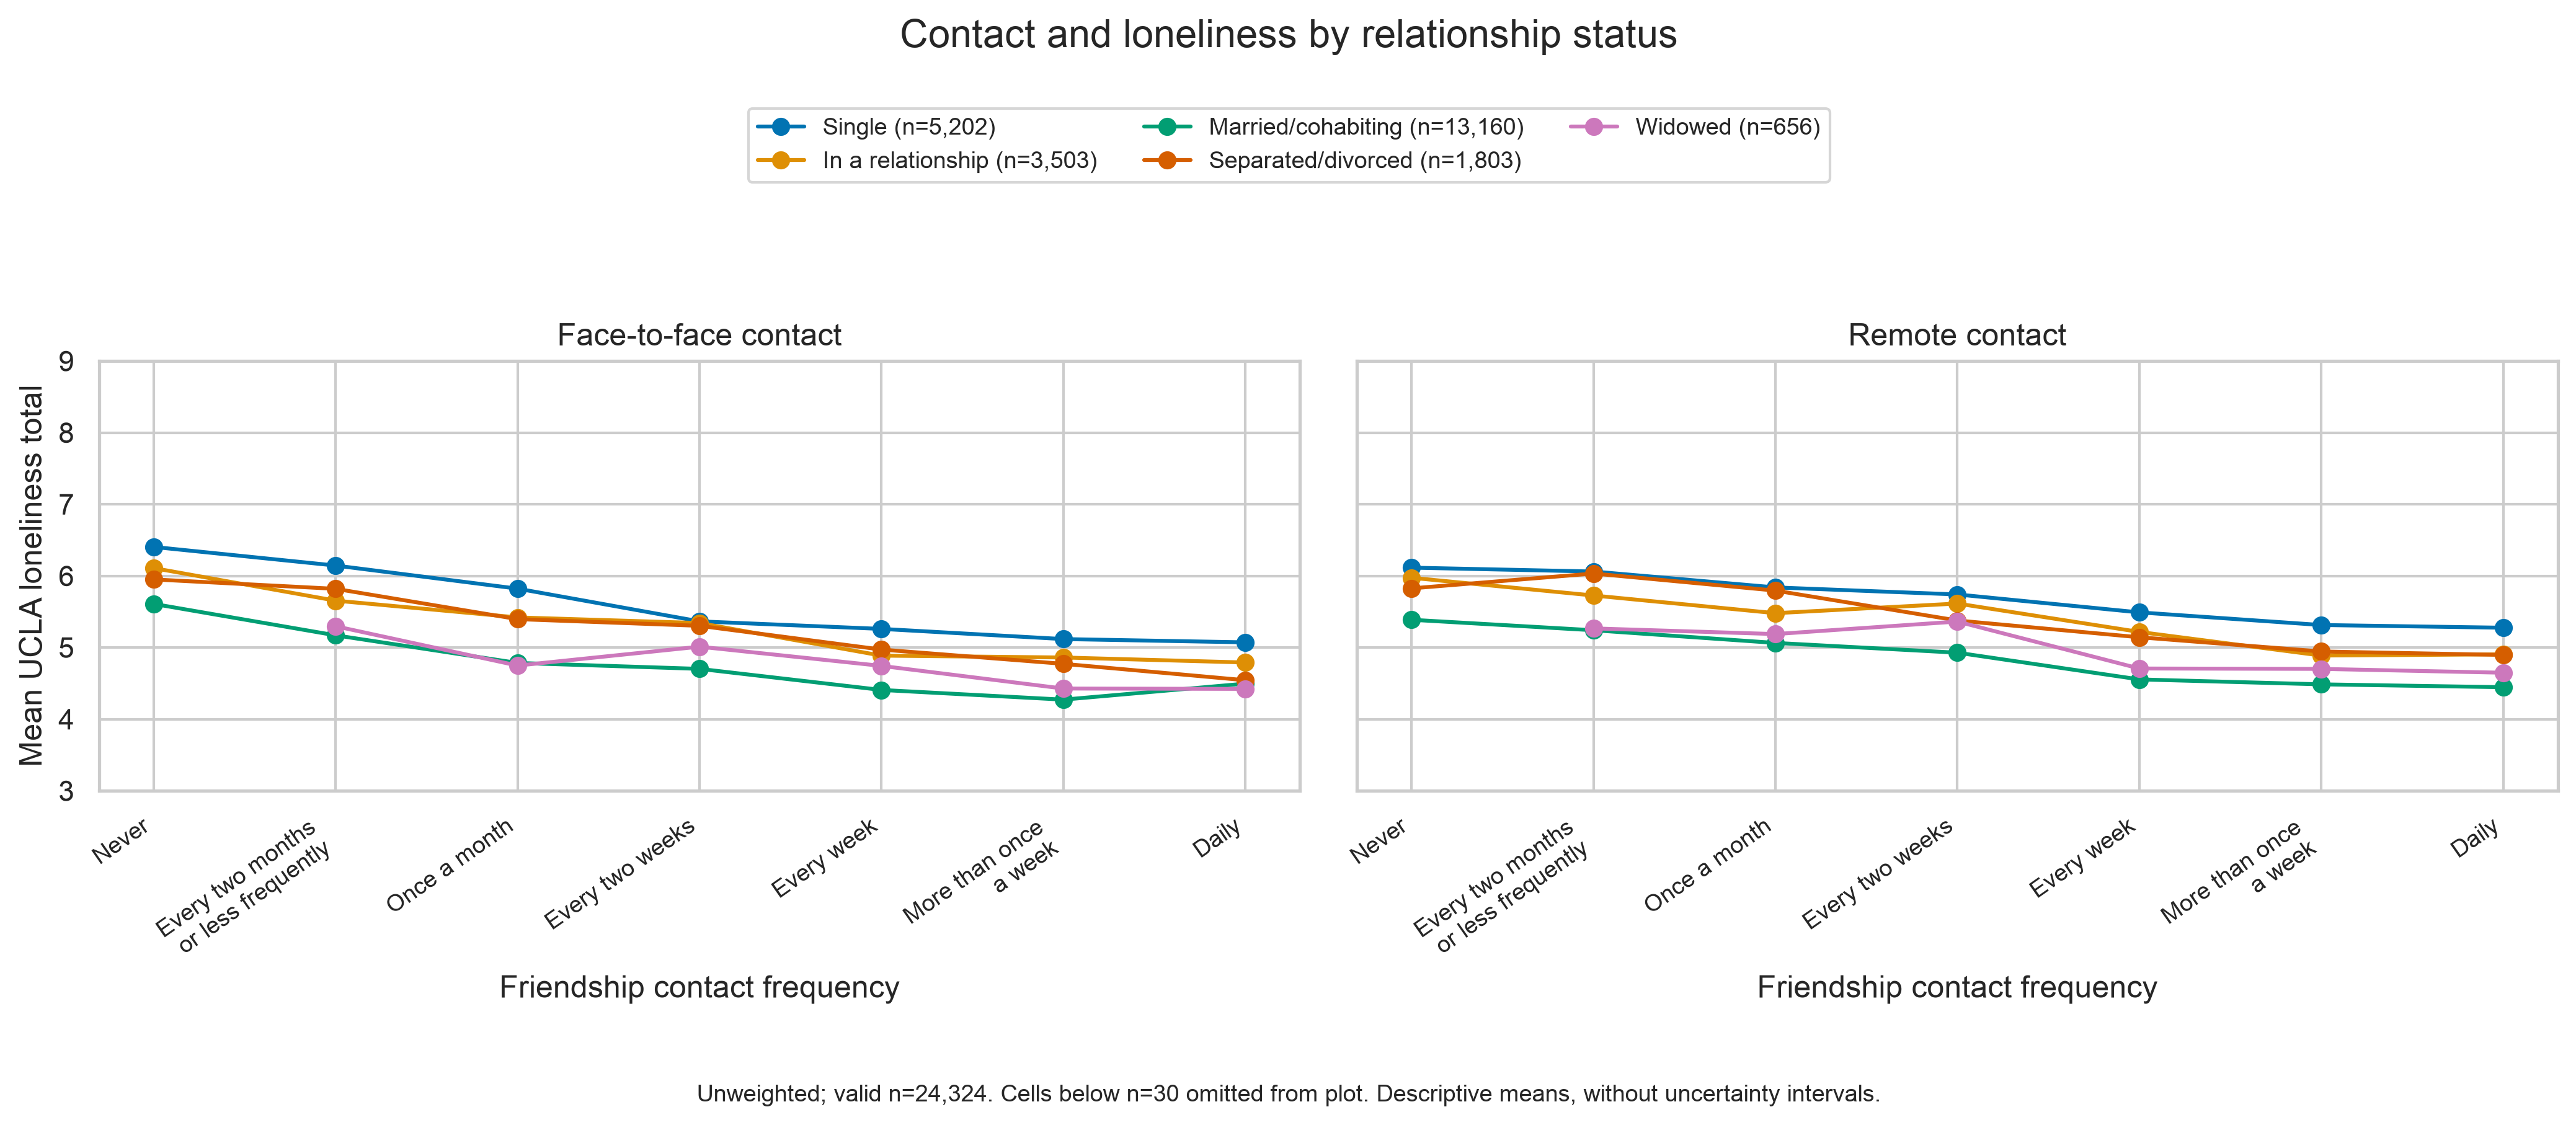 Contact and loneliness by relationship status
Single (n=5,202)
In a relationship (n=3,503)
Married/cohabiting (n=13,160)
Separated/divorced (n=1,803)
Widowed (n=656)
Face-to-face contact
Mean UCLA loneliness total
9
8
7
6
5
4
3
Never
Every two months
or less frequently
Once a month
Every two weeks
Every week
More than once
a week
Daily
Friendship contact frequency
Remote contact
Never
Every two months
or less frequently
Once a month
Every two weeks
Every week
More than once
a week
Daily
Friendship contact frequency
Unweighted; valid n=24,324. Cells below n=30 omitted from plot. Descriptive means, without uncertainty intervals.